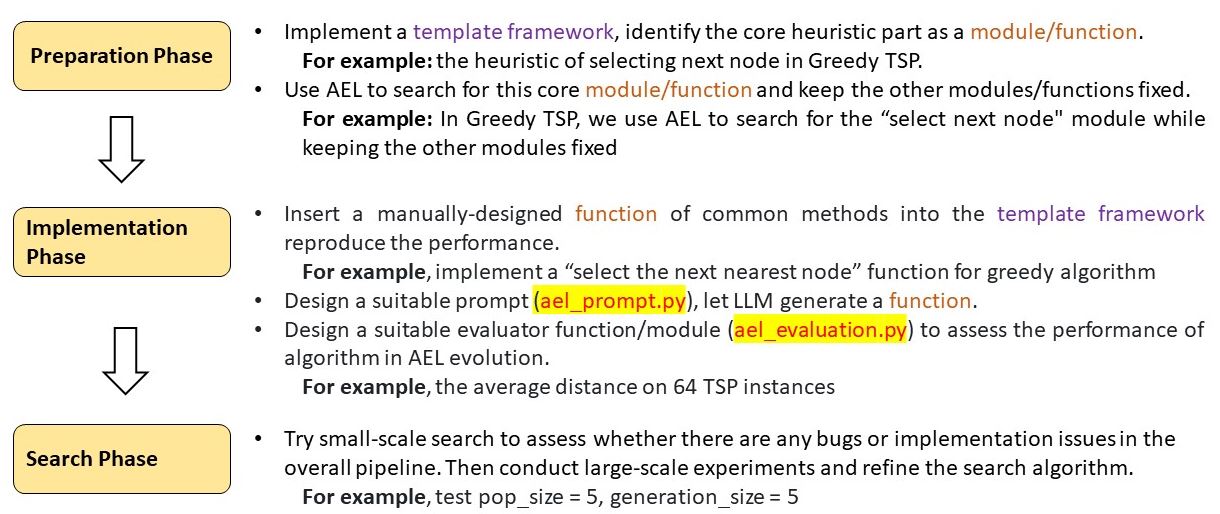 Preparation Phase
• Implement a template framework, identify the core heuristic part as a module/function.
For example: the heuristic of selecting next node in Greedy TSP.
• Use AEL to search for this core module/function and keep the other modules/functions fixed.
For example: In Greedy TSP, we use AEL to search for the “select next node" module while
keeping the other modules fixed
Implementation
Phase
• Insert a manually-designed function of common methods into the template framework
reproduce the performance.
For example, implement a “select the next nearest node” function for greedy algorithm
• Design a suitable prompt (ael_prompt.py), let LLM generate a function.
• Design a suitable evaluator function/module (ael_evaluation.py) to assess the performance of
algorithm in AEL evolution.
For example, the average distance on 64 TSP instances
Search Phase
• Try small-scale search to assess whether there are any bugs or implementation issues in the
overall pipeline. Then conduct large-scale experiments and refine the search algorithm.
For example, test pop_size = 5, generation_size = 5